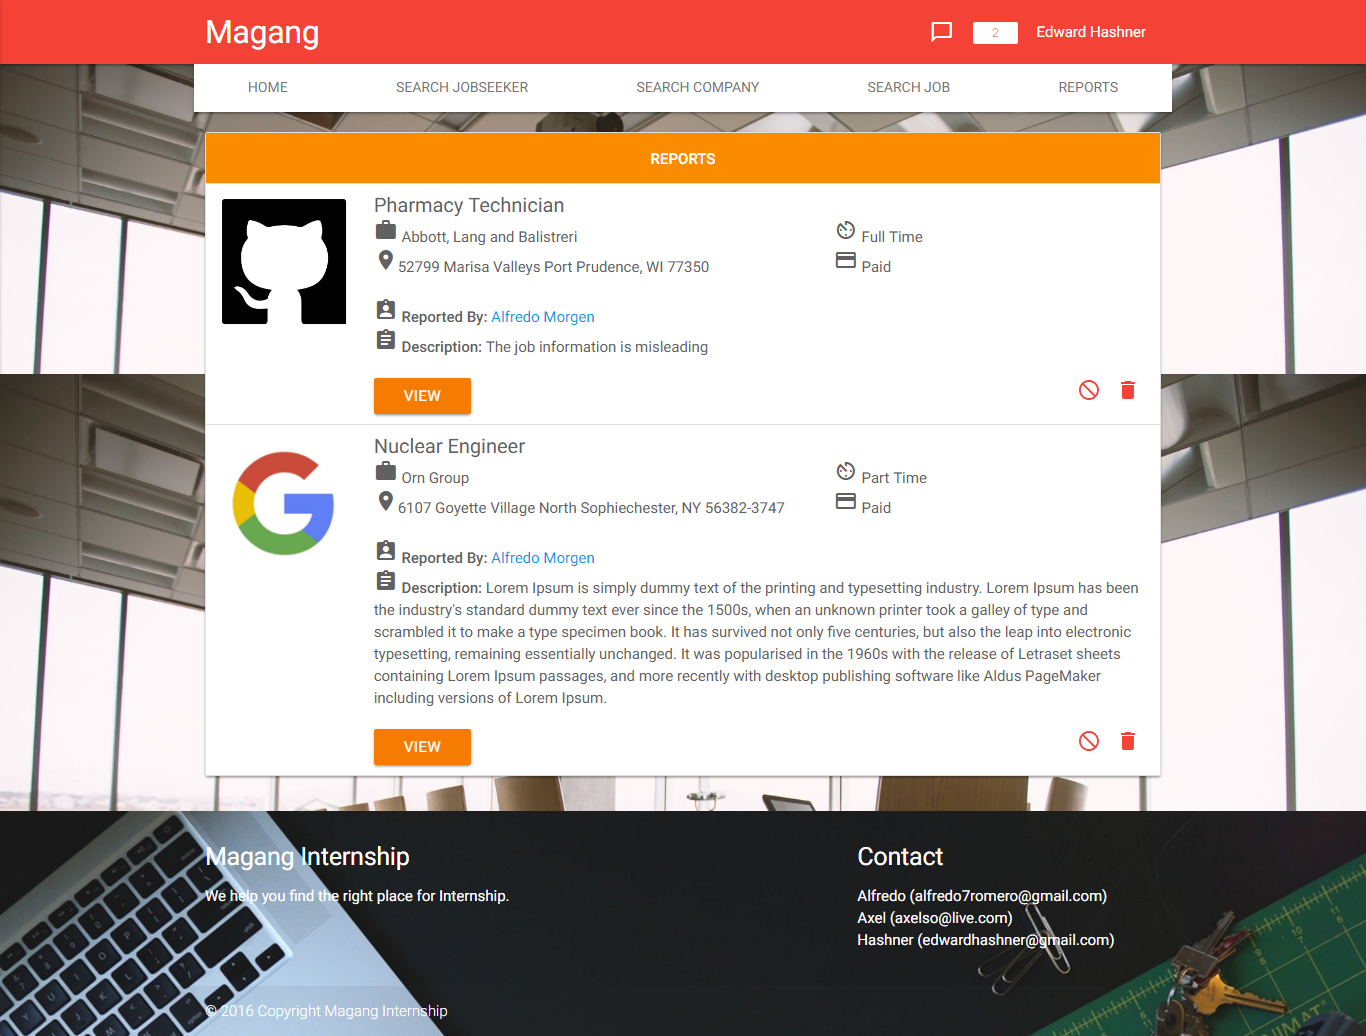 Magang
2
Edward Hashner
HOME
SEARCH JOBSEEKER
SEARCH COMPANY
SEARCH JOB
REPORTS
REPORTS
Pharmacy Technician
Abbott, Lang and Balistreri
Full Time
52799 Marisa Valleys Port Prudence, WI 77350
Paid
Reported By: Alfredo Morgen
Description: The job information is misleading
VIEW
Nuclear Engineer
Orn Group
Part Time
6107 Goyette Village North Sophiechester, NY 56382-3747
Paid
Reported By: Alfredo Morgen
Description: Lorem Ipsum is simply dummy text of the printing and typesetting industry. Lorem Ipsum has been
the industry's standard dummy text ever since the 1500s, when an unknown printer took a galley of type and
scrambled it to make a type specimen book. It has survived not only five centuries, but also the leap into electronic
typesetting, remaining essentially unchanged. It was popularised in the 1960s with the release of Letraset sheets
containing Lorem Ipsum passages, and more recently with desktop publishing software like Aldus PageMaker
including versions of Lorem Ipsum.
VIEW
Magang Internship
We help you find the right place for Internship.
Contact
Alfredo (alfredo7romero@gmail.com)
Axel (axelso@live.com)
Hashner (edwardhashner@gmail.com)
© 2016 Copyright Magang Internship